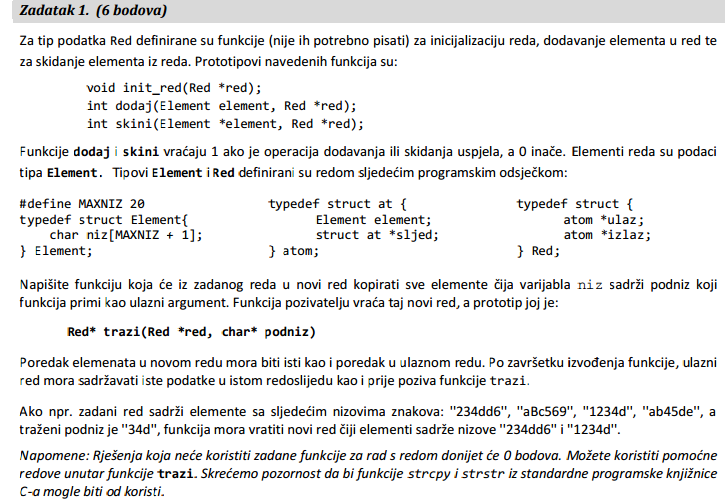 Zadatak 1. (6 bodova)
Za tip podatka Red definirane su funkcije (nije ih potrebno pisati) za inicijalizaciju reda, dodavanje elementa u red te
za skidanje elementa iz reda. Prototipovi navedenih funkcija su:
void init_red(Red *red);
int dodaj(Element element, Red *red);
int skini(Element *element, Red *red);
Funkcije dodaj i skini vraćaju 1 ako je operacija dodavanja ili skidanja uspjela, a 0 inače. Elementi reda su podaci
tipa Element. Tipovi Element i Red definirani su redom sljedećim programskim odsječkom:
#define MAXNIZ 20
typedef struct Element{
char niz[MAXNIZ + 1];
} Element;
typedef struct at {
Element element;
struct at *sljed;
} atom;
typedef struct {
atom *ulaz;
atom *izlaz;
} Red;
Napišite funkciju koja će iz zadanog reda u novi red kopirati sve elemente čija varijabla niz sadrži podniz koji
funkcija primi kao ulazni argument. Funkcija pozivatelju vraća taj novi red, a prototip joj je:
Red* trazi(Red *red, char* podniz)
Poredak elemenata u novom redu mora biti isti kao i poredak u ulaznom redu. Po završetku izvođenja funkcije, ulazni
red mora sadržavati iste podatke u istom redoslijedu kao i prije poziva funkcije trazi.
Ako npr. zadani red sadrži elemente sa sljedećim nizovima znakova: "234dd6", "aBc569", "1234d", "ab45de", a
traženi podniz je "34d", funkcija mora vratiti novi red čiji elementi sadrže nizove "234dd6" i "1234d".
Napomene: Rješenja koja neće koristiti zadane funkcije za rad s redom donijet će 0 bodova. Možete koristiti pomoćne
redove unutar funkcije trazi. Skrećemo pozornost da bi funkcije strcpy i strstr iz standardne programske knjižnice
C-a mogle biti od koristi.